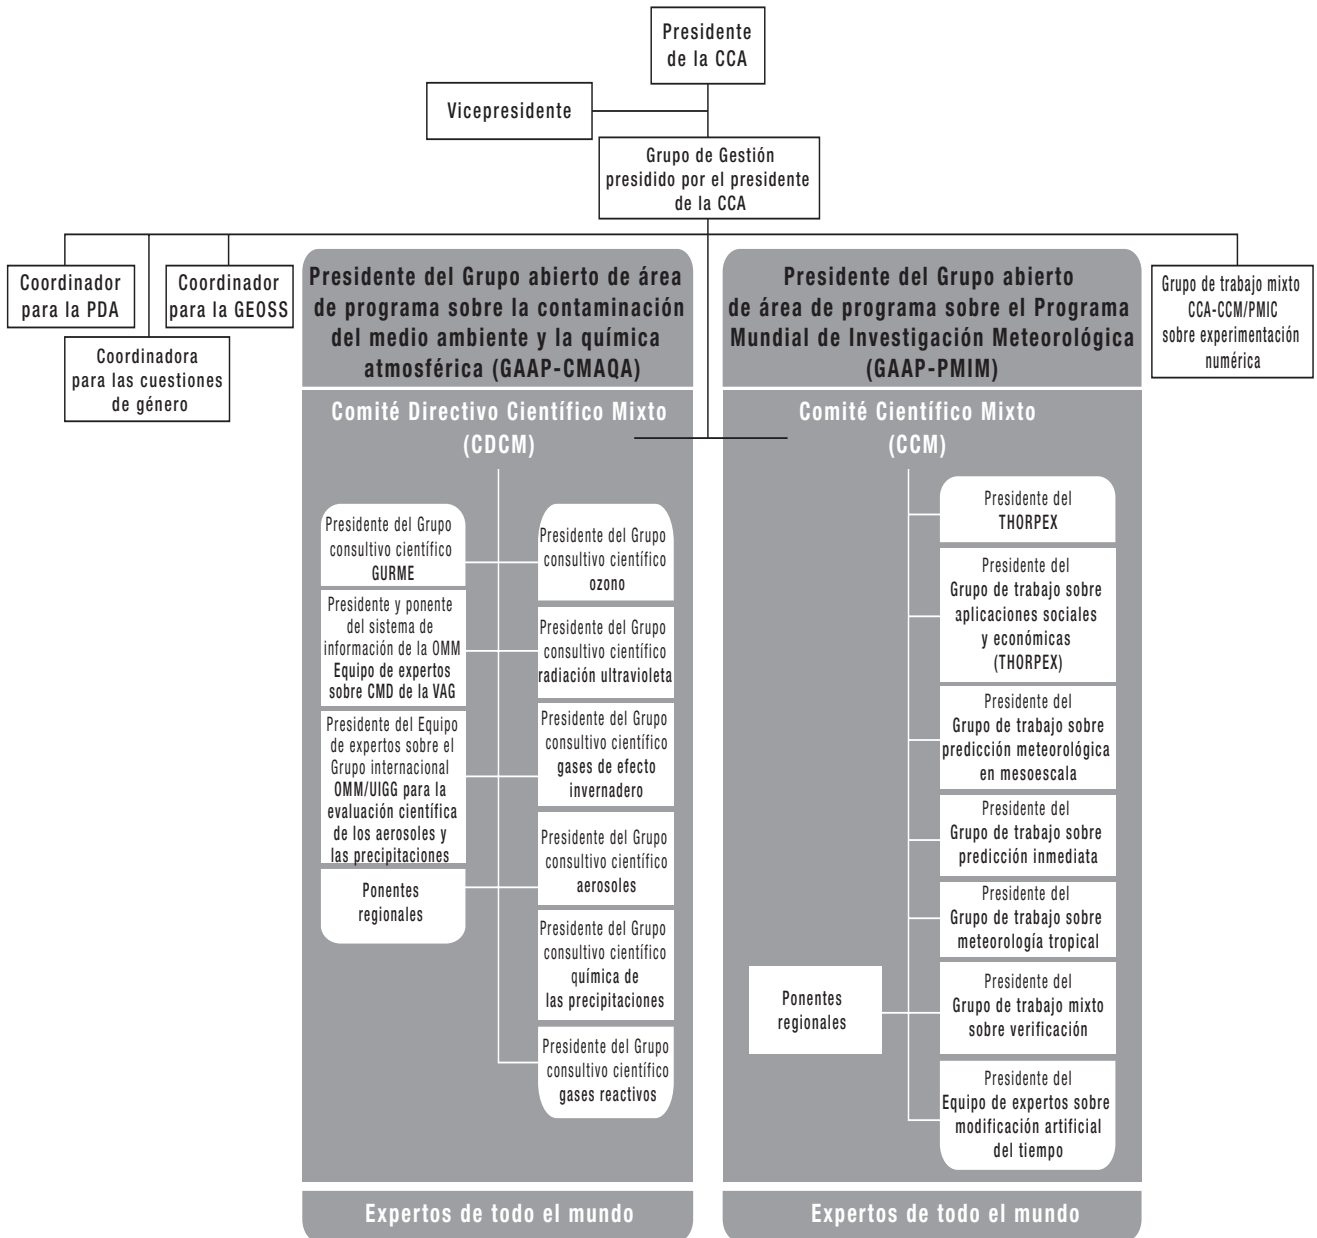 Presidente
de la CCA
Vicepresidente
Grupo de Gestión
presidido por el presidente
de la CCA
Coordinador
para la PDA
Coordinadora
para las cuestiones
de género
Coordinador
para la GEOSS
Presidente del Grupo abierto de área
de programa sobre la contaminación
del medio ambiente y la química
atmosférica (GAAP-CMAQA)
Presidente del Grupo abierto
de área de programa sobre el Programa
Mundial de Investigación Meteorológica
(GAAP-PMIM)
Grupo de trabajo mixto
CCA-CCM/PMIC
sobre experimentación
numérica
Comité Directivo Científico Mixto
(CDCM)
Presidente del Grupo
consultivo científico
GURME
Presidente y ponente
del sistema de
información de la OMM
Equipo de expertos
sobre CMD de la VAG
Presidente del Equipo
de expertos sobre el
Grupo internacional
OMM/UIGG para la
evaluación científica
de los aerosoles y
las precipitaciones
Ponentes
regionales
Presidente del Grupo
consultivo científico
ozono
Presidente del Grupo
consultivo científico
radiación ultravioleta
Presidente del Grupo
consultivo científico
gases de efecto
invernadero
Presidente del Grupo
consultivo científico
aerosoles
Presidente del Grupo
consultivo científico
química de
las precipitaciones
Presidente del Grupo
consultivo científico
gases reactivos
Expertos de todo el mundo
Comité Científico Mixto
(CCM)
Presidente del
THORPEX
Presidente del
Grupo de trabajo sobre
aplicaciones sociales
y económicas
(THORPEX)
Presidente del
Grupo de trabajo sobre
predicción meteorológica
en mesoescala
Presidente del
Grupo de trabajo sobre
predicción inmediata
Presidente del
Grupo de trabajo sobre
meteorología tropical
Ponentes
regionales
Presidente del
Grupo de trabajo mixto
sobre verificación
Presidente del
Equipo de expertos sobre
modificación artificial
del tiempo
Expertos de todo el mundo